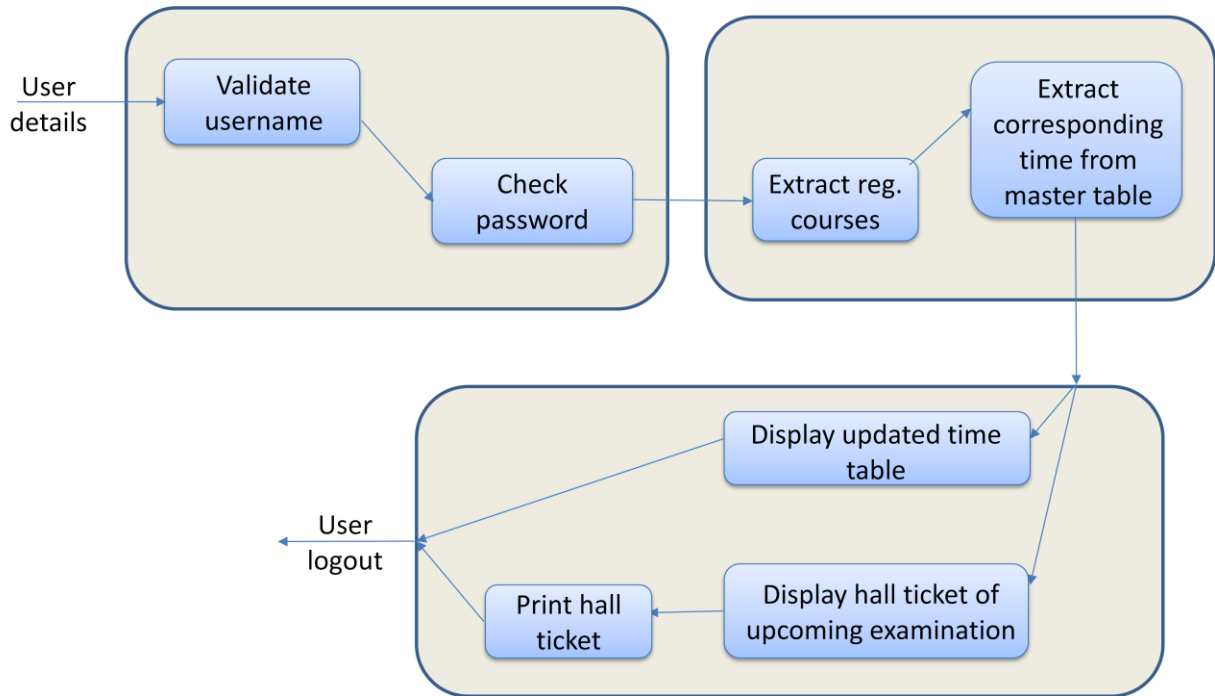 User
details
Validate
username
Check
password
Extract reg.
courses
Extract
corresponding
time from
master table
Display updated time
table
Display hall ticket of
upcoming examination
Print hall
ticket
User
logout